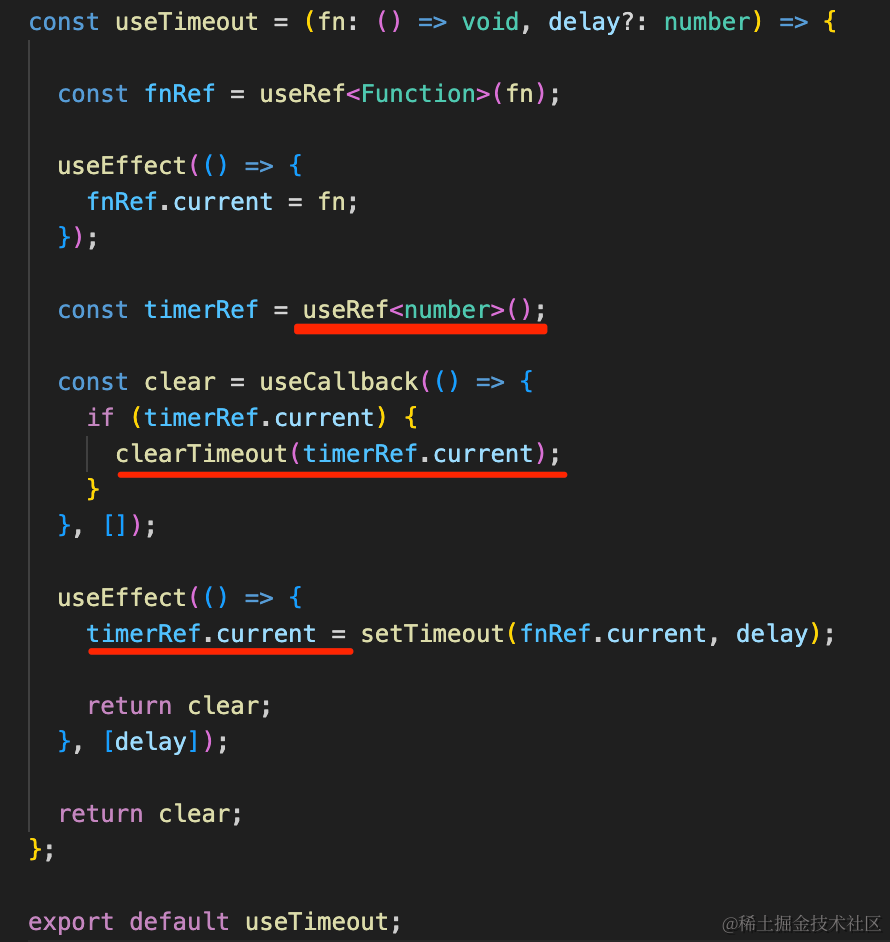 const useTimeout = (fn: () => void, delay?: number) => {
const fnRef = useRef<Function>(fn);
useEffect(() => {
fnRef.current = fn;
});
const timerRef = useRef<number>();
const clear = useCallback(() => {
if (timerRef.current) {
clearTimeout(timerRef.current);
}
}, []);
useEffect(() => {
timerRef.current = setTimeout(fnRef.current, delay);
return clear;
}, [delay]);
return clear;
};
export default useTimeout;
@稀土掘金技术社区